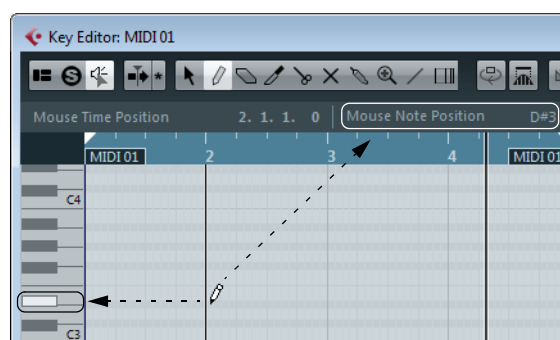 Key Editor: MIDI 01
Mouse Time Position 2. 1. 1. 0 Mouse Note Position D#3
MIDI 01 2 3 4 MIDI 01
C4
C3